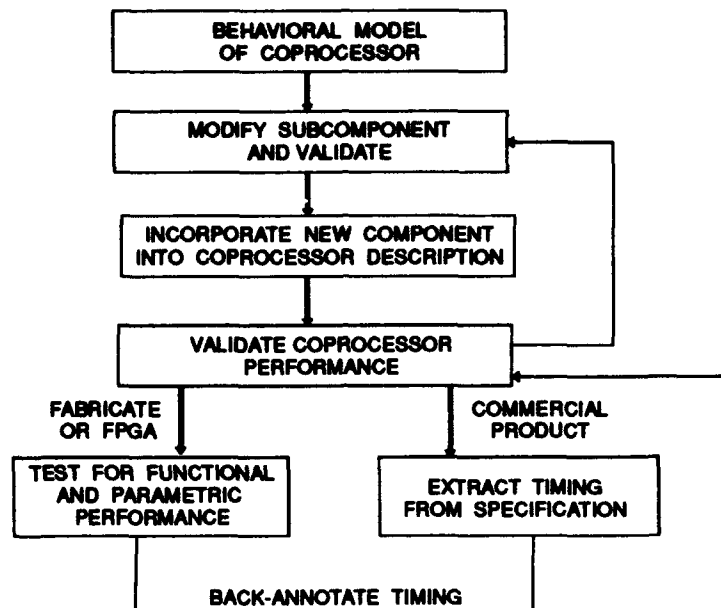 BEHAVIORAL MODEL
OF COPROCESSOR
MODIFY SUBCOMPONENT
AND VALIDATE
INCORPORATE NEW COMPONENT
INTO COPROCESSOR DESCRIPTION
VALIDATE COPROCESSOR
PERFORMANCE
FABRICATE
OR FPGA
COMMERCIAL
PRODUCT
TEST FOR FUNCTIONAL
AND PARAMETRIC
PERFORMANCE
EXTRACT TIMING
FROM SPECIFICATION
BACK-ANNOTATE TIMING